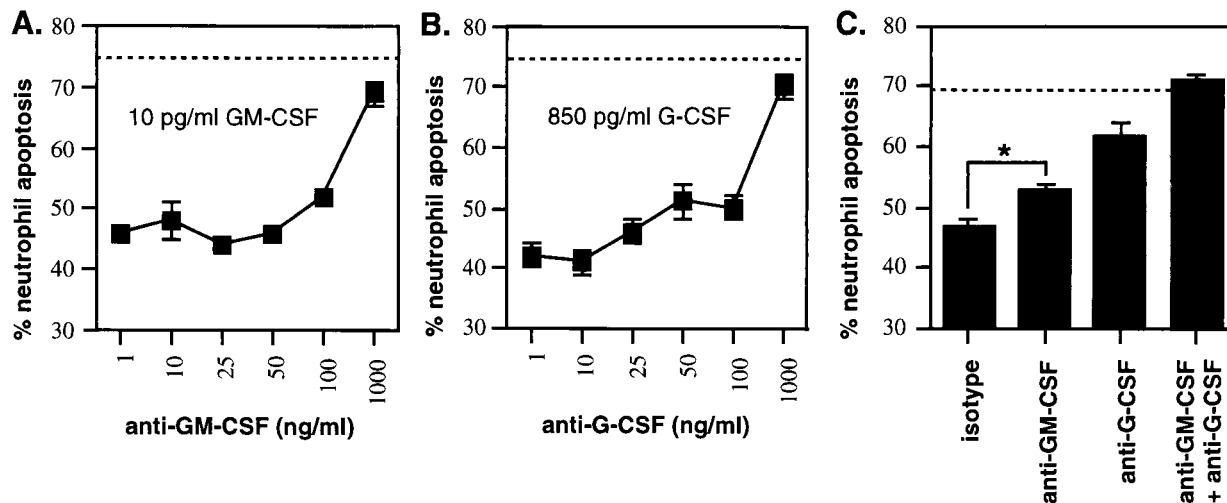 A.
% neutrophil apoptosis
80
70
60
50
40
30
10 pg/ml GM-CSF
1
10
25
50
100
1000
anti-GM-CSF (ng/ml)
B.
% neutrophil apoptosis
80
70
60
50
40
30
850 pg/ml G-CSF
1
10
25
50
100
1000
anti-G-CSF (ng/ml)
C.
% neutrophil apoptosis
80
70
60
50
40
30
*
isotype
anti-GM-CSF
anti-G-CSF
anti-GM-CSF
+ anti-G-CSF